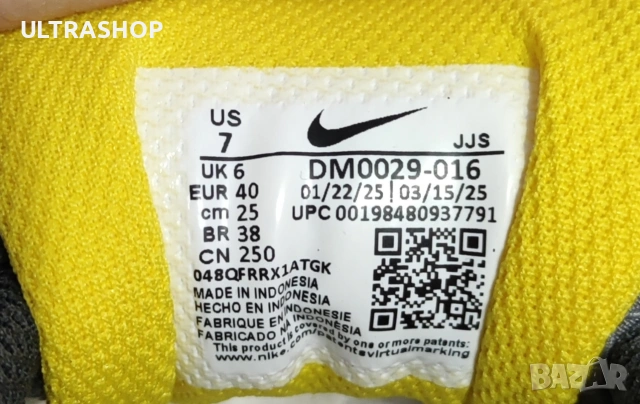 ULTRASHOP
US
7
JJS
UK 6
DM0029-016
EUR 40
01/22/25 | 03/15/25
cm 25
UPC 00198480937791
BR 38
CN 250
048QFRRX1ATGK
MADE IN INDONESIA
HECHO EN INDONESIA
FABRIQUE EN INDONESIE
FABRICADO NA INDONÉSIA
This product is covered by one or more patents
www.nike.com/patentsvirtualmarking
bazar